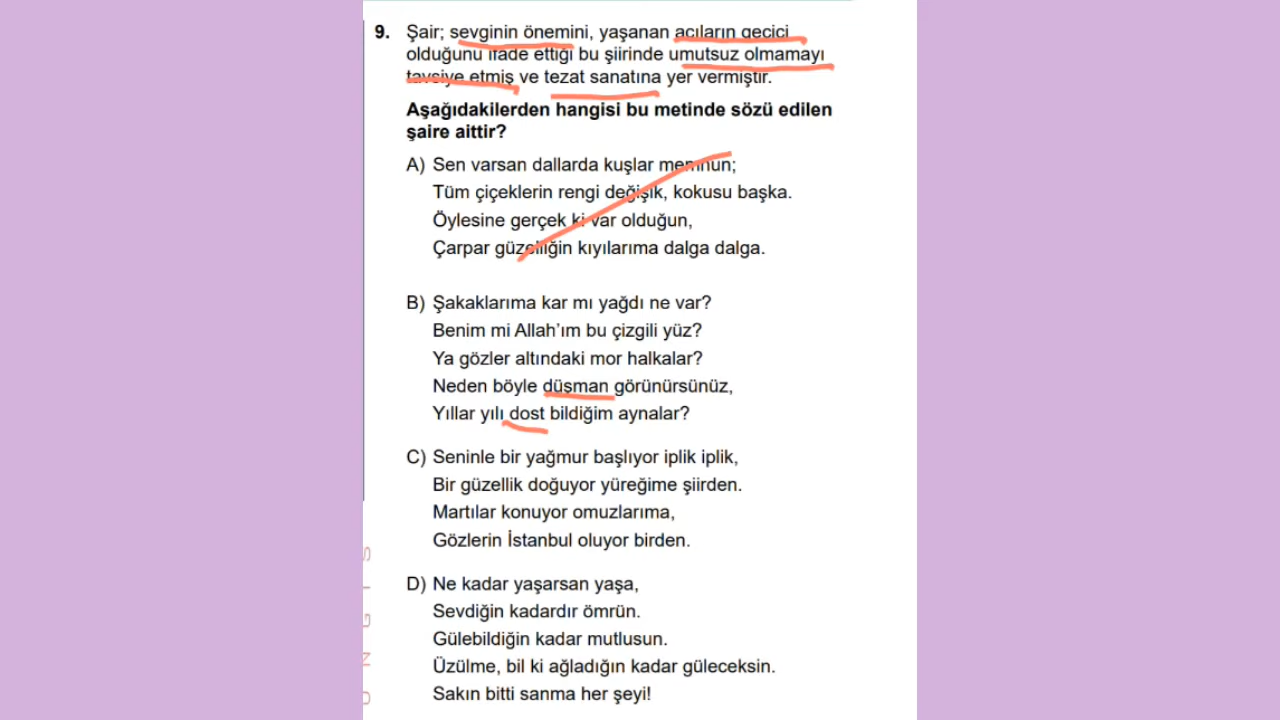 9. Şair; sevginin önemini, yaşanan acıların geçici
olduğunu ifade ettiği bu şiirinde umutsuz olmamayı
tavsiye etmiş ve tezat sanatına yer vermiştir.
Aşağıdakilerden hangisi bu metinde sözü edilen
şaire aittir?
A) Sen varsan dallarda kuşlar memnun;
Tüm çiçeklerin rengi değişik, kokusu başka.
Öylesine gerçek ki var olduğun,
Çarpar güzelliğin kıyılarıma dalga dalga.
B) Şakaklarıma kar mı yağdı ne var?
Benim mi Allah'ım bu çizgili yüz?
Ya gözler altındaki mor halkalar?
Neden böyle düşman görünürsünüz,
Yıllar yılı dost bildiğim aynalar?
C) Seninle bir yağmur başlıyor iplik iplik,
Bir güzellik doğuyor yüreğime şiirden.
Martılar konuyor omuzlarıma,
Gözlerin İstanbul oluyor birden.
D) Ne kadar yaşarsan yaşa,
Sevdiğin kadardır ömrün.
Gülebildiğin kadar mutlusun.
Üzülme, bil ki ağladığın kadar güleceksin.
Sakın bitti sanma her şeyi!